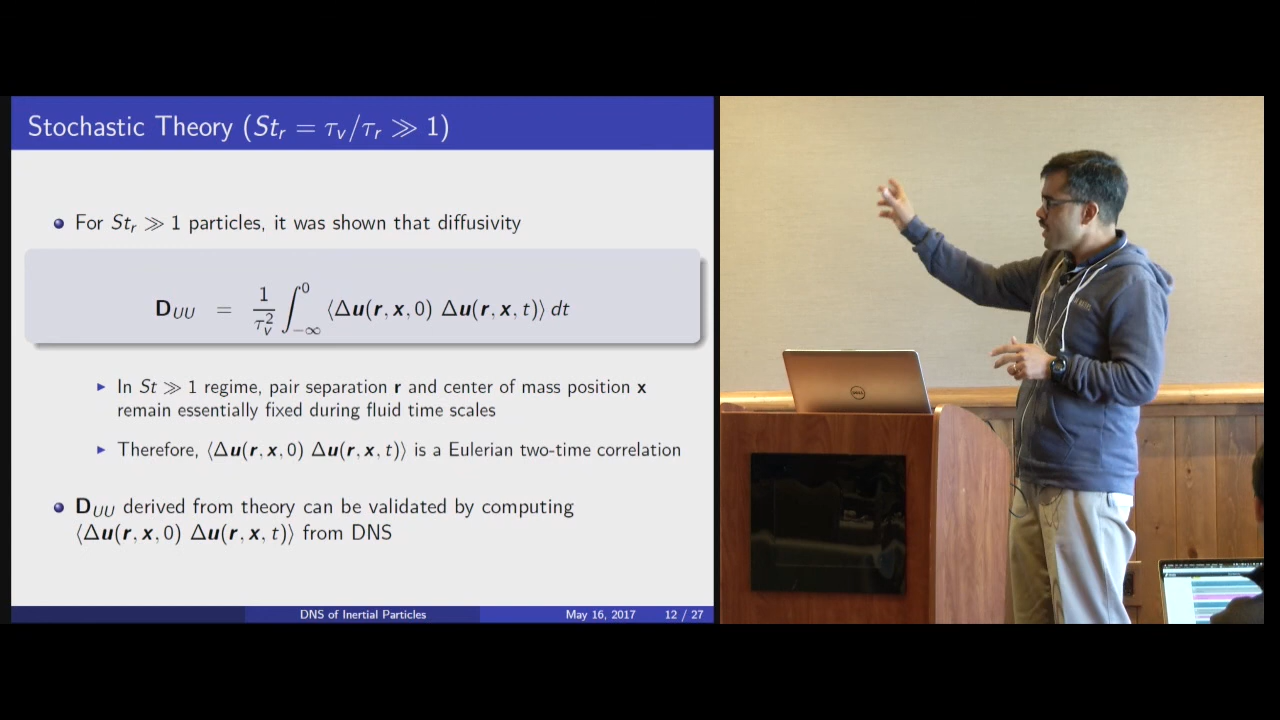 Stochastic Theory (St_r = τ_v/τ_r ≫ 1)
For St_r ≫ 1 particles, it was shown that diffusivity
D_UU = 1/τ_v^2 ∫_{-∞}^0 ⟨Δu(r, x, 0) Δu(r, x, t)⟩ dt
In St ≫ 1 regime, pair separation r and center of mass position x
remain essentially fixed during fluid time scales
Therefore, ⟨Δu(r, x, 0) Δu(r, x, t)⟩ is a Eulerian two-time correlation
D_UU derived from theory can be validated by computing
⟨Δu(r, x, 0) Δu(r, x, t)⟩ from DNS
DNS of Inertial Particles May 16, 2017 12 / 27
DELL